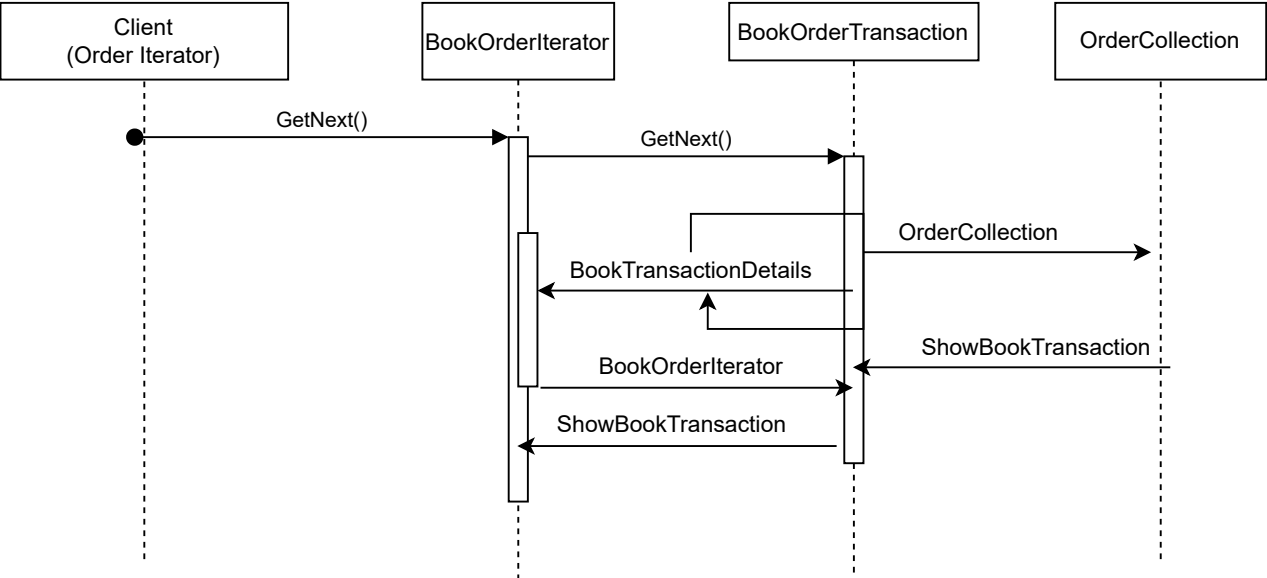 Client
(Order Iterator)
BookOrderIterator
BookOrderTransaction
OrderCollection
GetNext()
GetNext()
OrderCollection
BookTransactionDetails
ShowBookTransaction
BookOrderIterator
ShowBookTransaction